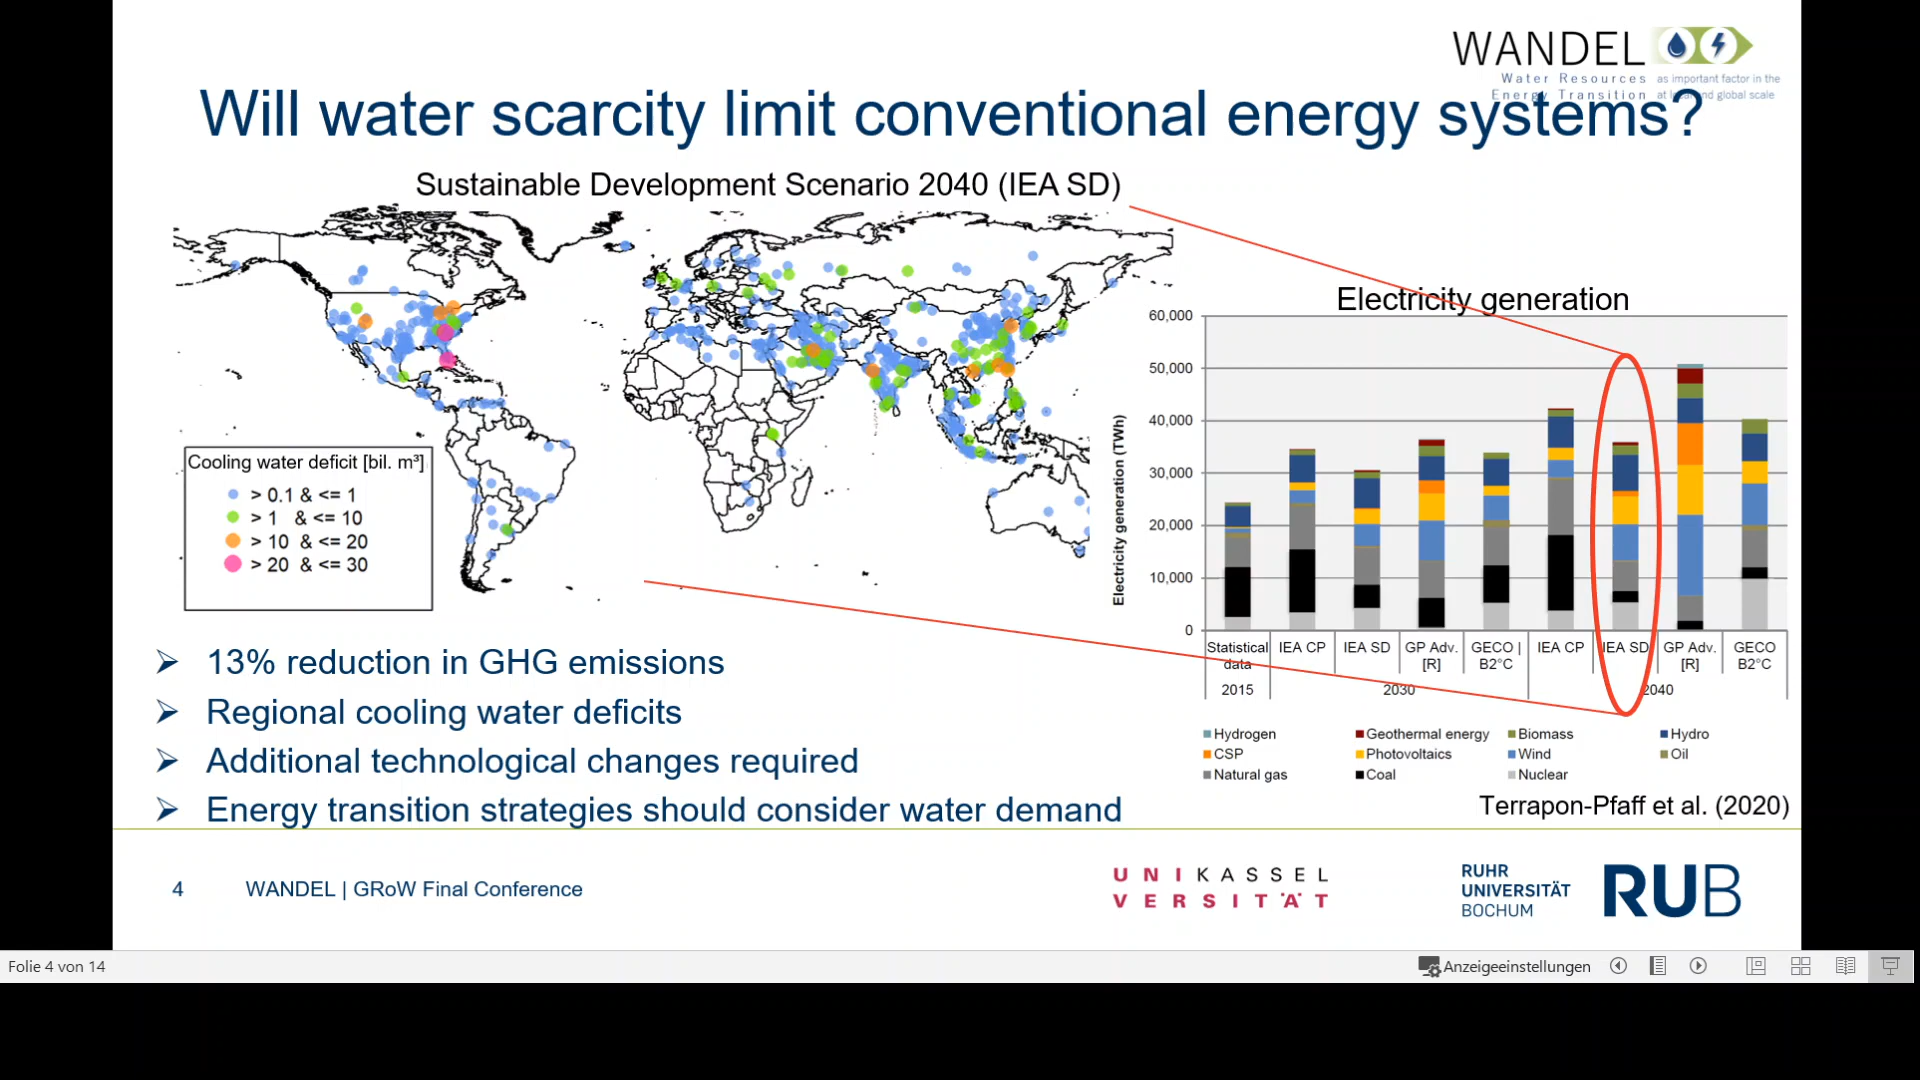 WANDEL
Water Resources as important factor in the
Energy Transition at local and global scale
Will water scarcity limit conventional energy systems?
Sustainable Development Scenario 2040 (IEA SD)
Cooling water deficit [bil. m³]
> 0.1 & <= 1
> 1 & <= 10
> 10 & <= 20
> 20 & <= 30
Electricity generation
Electricity generation (TWh)
60,000
50,000
40,000
30,000
20,000
10,000
0
Statistical data IEA CP IEA SD GP Adv. [R] GECO | B2°C IEA CP IEA SD GP Adv. [R] GECO B2°C
2015 2030 2040
Hydrogen Geothermal energy Biomass Hydro
CSP Photovoltaics Wind Oil
Natural gas Coal Nuclear
Terrapon-Pfaff et al. (2020)
13% reduction in GHG emissions
Regional cooling water deficits
Additional technological changes required
Energy transition strategies should consider water demand
4 WANDEL | GRoW Final Conference
UNIKASSEL
VERSITÄT
RUHR
UNIVERSITÄT
BOCHUM
RUB
Folie 4 von 14
Anzeigeeinstellungen